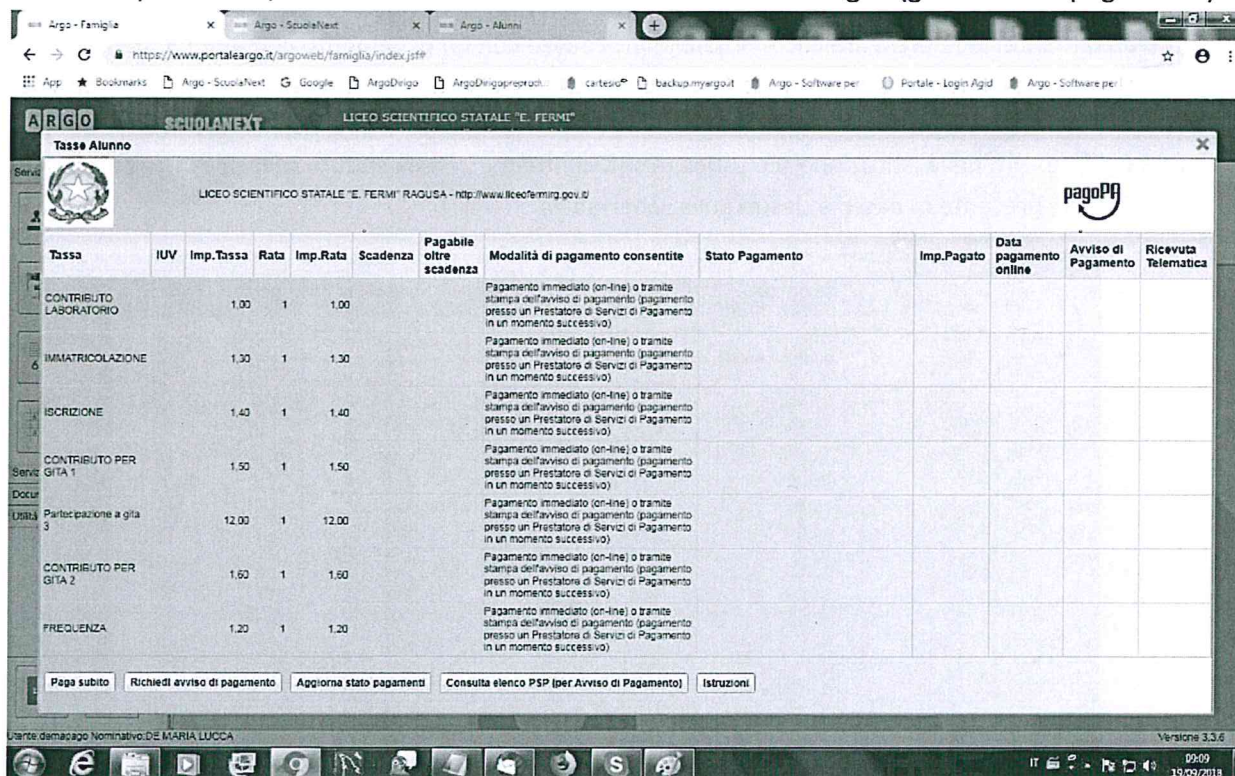 Argo - Famiglia
Argo - ScuolaNext
Argo - Alunni
https://www.portaleargo.it/argoweb/famiglia/index.jsf#
App
Bookmarks
Argo - ScuolaNext
Google
ArgoDirigo
cartesio
backup.myargo.it
Argo - Software per
Portale - Login Agid
Argo - Software per
ARGO SCUOLANEXT LICEO SCIENTIFICO STATALE "E. FERMI"
Tasse Alunno
LICEO SCIENTIFICO STATALE "E. FERMI" RAGUSA - http://www.liceofermirg.gov.it/
pagoPA
Tassa IUV Imp.Tassa Rata Imp.Rata Scadenza Pagabile oltre scadenza Modalità di pagamento consentite Stato Pagamento Imp.Pagato Data pagamento online Avviso di Pagamento Ricevuta Telematica
CONTRIBUTO LABORATORIO 1,00 1 1,00 Pagamento immediato (on-line) o tramite stampa dell'avviso di pagamento (pagamento presso un Prestatore di Servizi di Pagamento in un momento successivo)
IMMATRICOLAZIONE 1,30 1 1,30 Pagamento immediato (on-line) o tramite stampa dell'avviso di pagamento (pagamento presso un Prestatore di Servizi di Pagamento in un momento successivo)
ISCRIZIONE 1,40 1 1,40 Pagamento immediato (on-line) o tramite stampa dell'avviso di pagamento (pagamento presso un Prestatore di Servizi di Pagamento in un momento successivo)
CONTRIBUTO PER GITA 1 1,50 1 1,50 Pagamento immediato (on-line) o tramite stampa dell'avviso di pagamento (pagamento presso un Prestatore di Servizi di Pagamento in un momento successivo)
Partecipazione a gita 3 12,00 1 12,00 Pagamento immediato (on-line) o tramite stampa dell'avviso di pagamento (pagamento presso un Prestatore di Servizi di Pagamento in un momento successivo)
CONTRIBUTO PER GITA 2 1,60 1 1,60 Pagamento immediato (on-line) o tramite stampa dell'avviso di pagamento (pagamento presso un Prestatore di Servizi di Pagamento in un momento successivo)
FREQUENZA 1,20 1 1,20 Pagamento immediato (on-line) o tramite stampa dell'avviso di pagamento (pagamento presso un Prestatore di Servizi di Pagamento in un momento successivo)
Paga subito
Richiedi avviso di pagamento
Aggiorna stato pagamenti
Consulta elenco PSP (per Avviso di Pagamento)
Istruzioni
Utente:demapago Nominativo:DE MARIA LUCCA
Versione 3.3.6
IT
09:09
19/09/2018